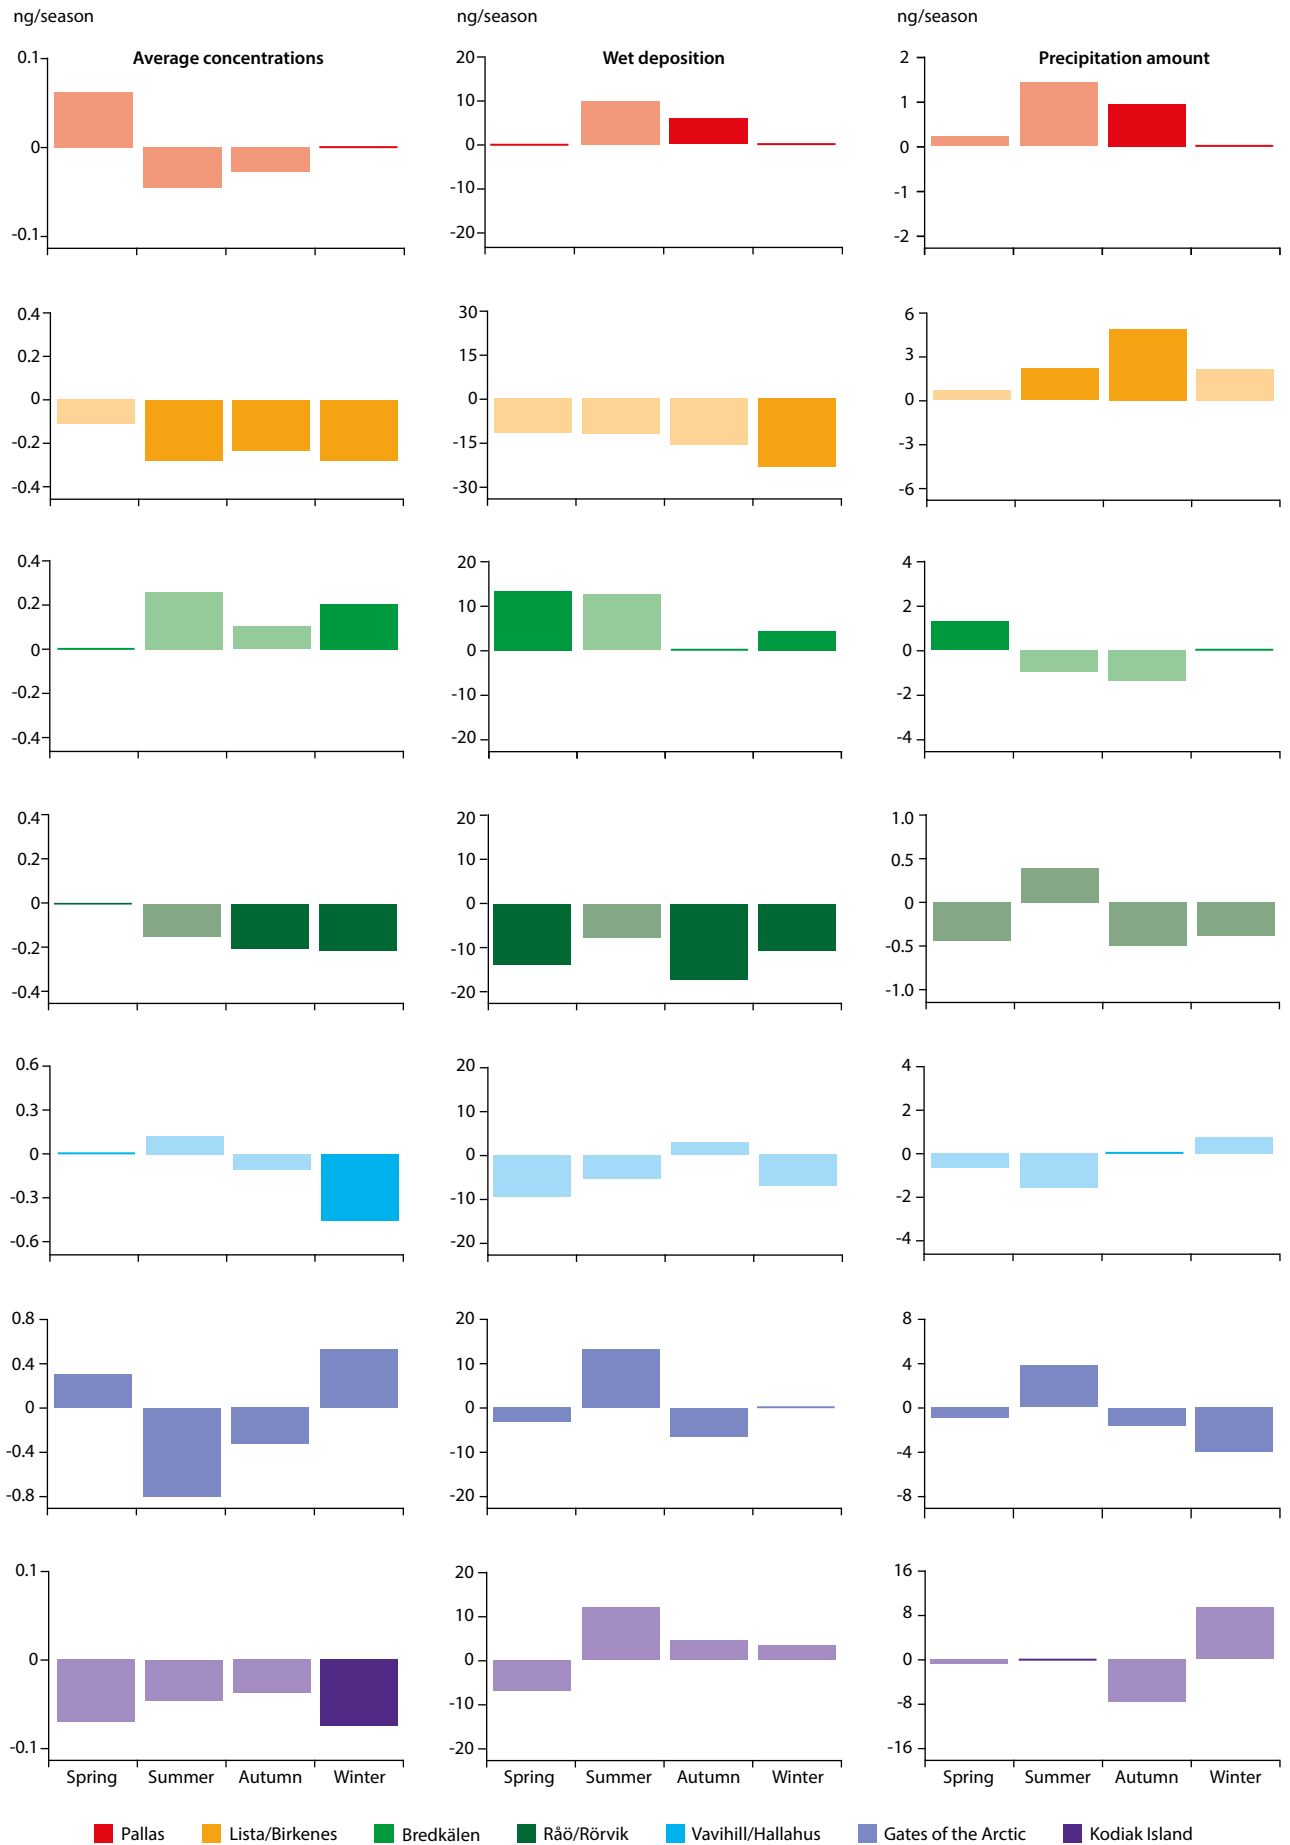 ng/season ng/season ng/season
Average concentrations Wet deposition Precipitation amount
0.1 20 2
10 1
0 0 0
-10 -1
-0.1 -20 -2
0.4 30 6
0.2 15 3
0 0 0
-0.2 -15 -3
-0.4 -30 -6
0.4 20 4
0.2 10 2
0 0 0
-0.2 -10 -2
-0.4 -20 -4
0.4 20 1.0
0.2 10 0.5
0 0 0
-0.2 -10 -0.5
-0.4 -20 -1.0
0.6 20 4
0.3 10 2
0 0 0
-0.3 -10 -2
-0.6 -20 -4
0.8 20 8
0.4 10 4
0 0 0
-0.4 -10 -4
-0.8 -20 -8
0.1 20 16
10 8
0 0 0
-10 -8
-0.1 -20 -16
Spring Summer Autumn Winter Spring Summer Autumn Winter Spring Summer Autumn Winter
Pallas Lista/Birkenes Bredkälen Råö/Rörvik Vavihill/Hallahus Gates of the Arctic Kodiak Island